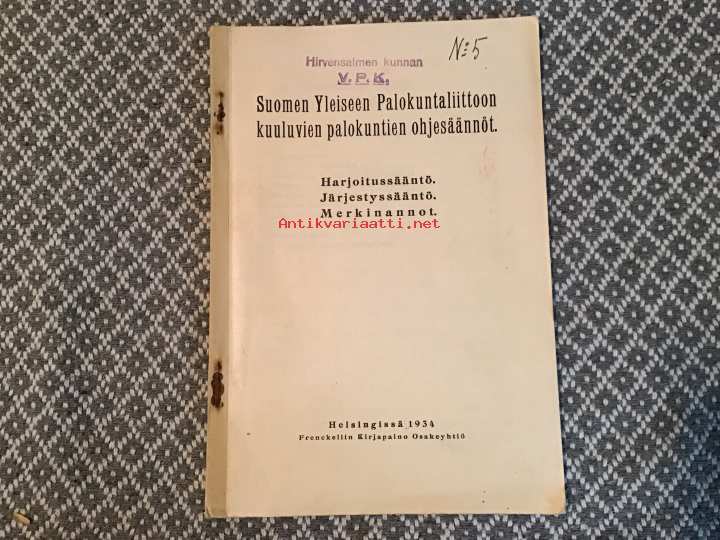 Hirvensalmen kunnan
V. P. K.
N:o 5
Suomen Yleiseen Palokuntaliittoon
kuuluvien palokuntien ohjesäännöt.
Harjoitussääntö.
Järjestyssääntö.
Merkinannot.
Antikvariaatti.net
Helsingissä 1934
Frenckellin Kirjapaino Osakeyhtiö